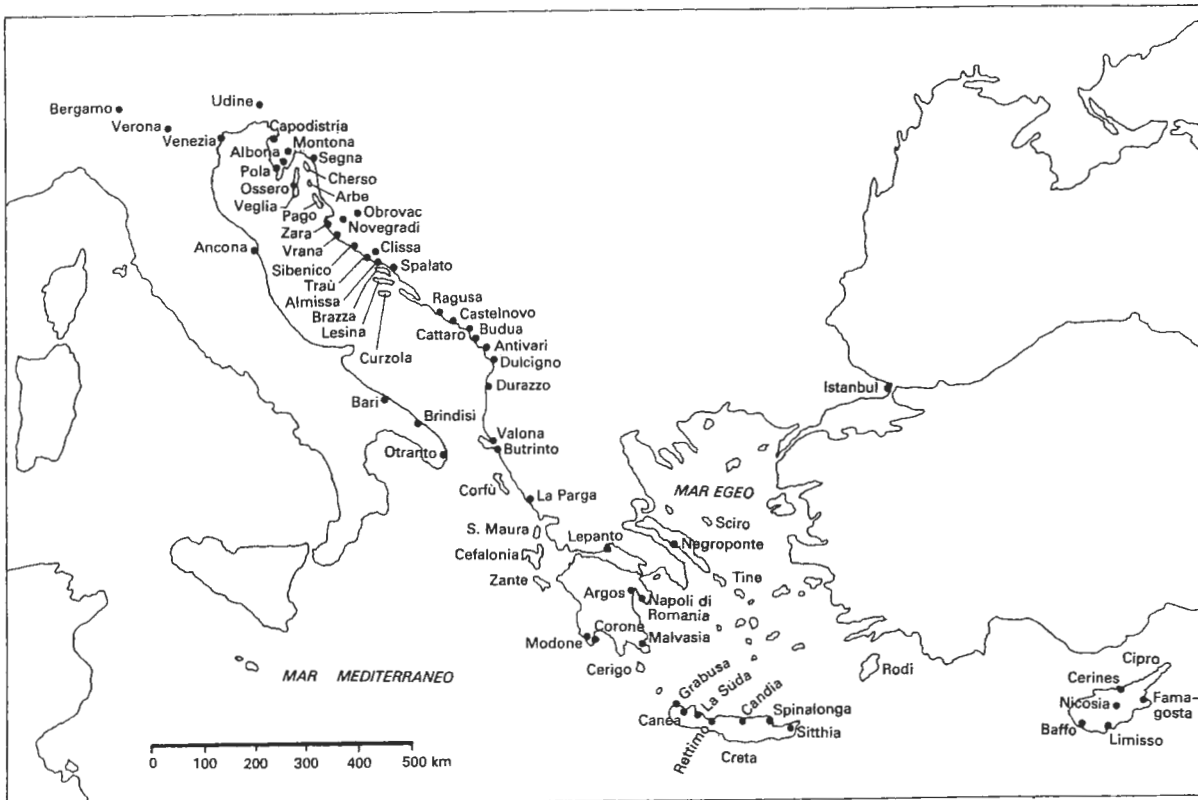 Bergamo
Udine
Verona
Venezia
Capodistria
Montona
Albona
Segna
Pola
Cherso
Ossero
Arbe
Veglia
Pago
Obrovac
Novegradi
Zara
Vrana
Ancona
Clissa
Sibenico
Spalato
Traù
Almissa
Brazza
Lesina
Curzola
Ragusa
Castelnovo
Cattaro
Budua
Antivari
Dulcigno
Durazzo
Istanbul
Bari
Brindisi
Valona
Butrinto
Otranto
Corfù
La Parga
MAR EGEO
Sciro
S. Maura
Lepanto
Negroponte
Cefalonia
Zante
Tine
Argos
Napoli di
Romania
Corone
Modone
Malvasia
Cerigo
Rodi
MAR MEDITERRANEO
Grabusa
La Suda
Candia
Canea
Spinalonga
Rettimo
Sitthia
Creta
Cipro
Cerines
Nicosia
Fama-
gosta
Baffo
Limisso
0 100 200 300 400 500 km